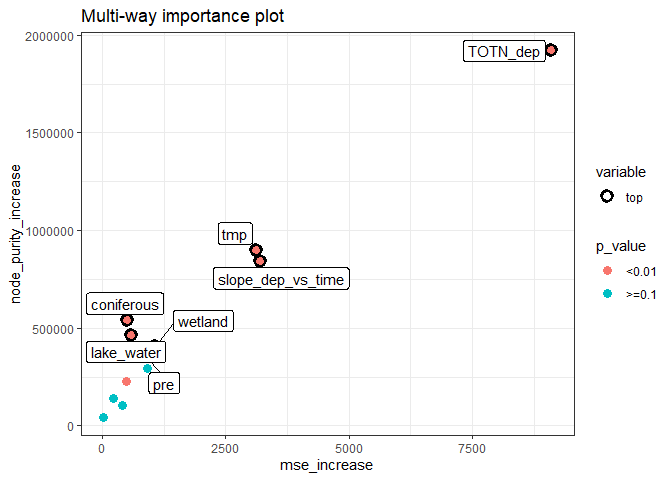 Multi-way importance plot
2000000
1500000
1000000
500000
0
node_purity_increase
TOTN_dep
tmp
slope_dep_vs_time
coniferous
wetland
lake_water
pre
0
2500
5000
7500
mse_increase
variable
top
p_value
<0.01
>=0.1